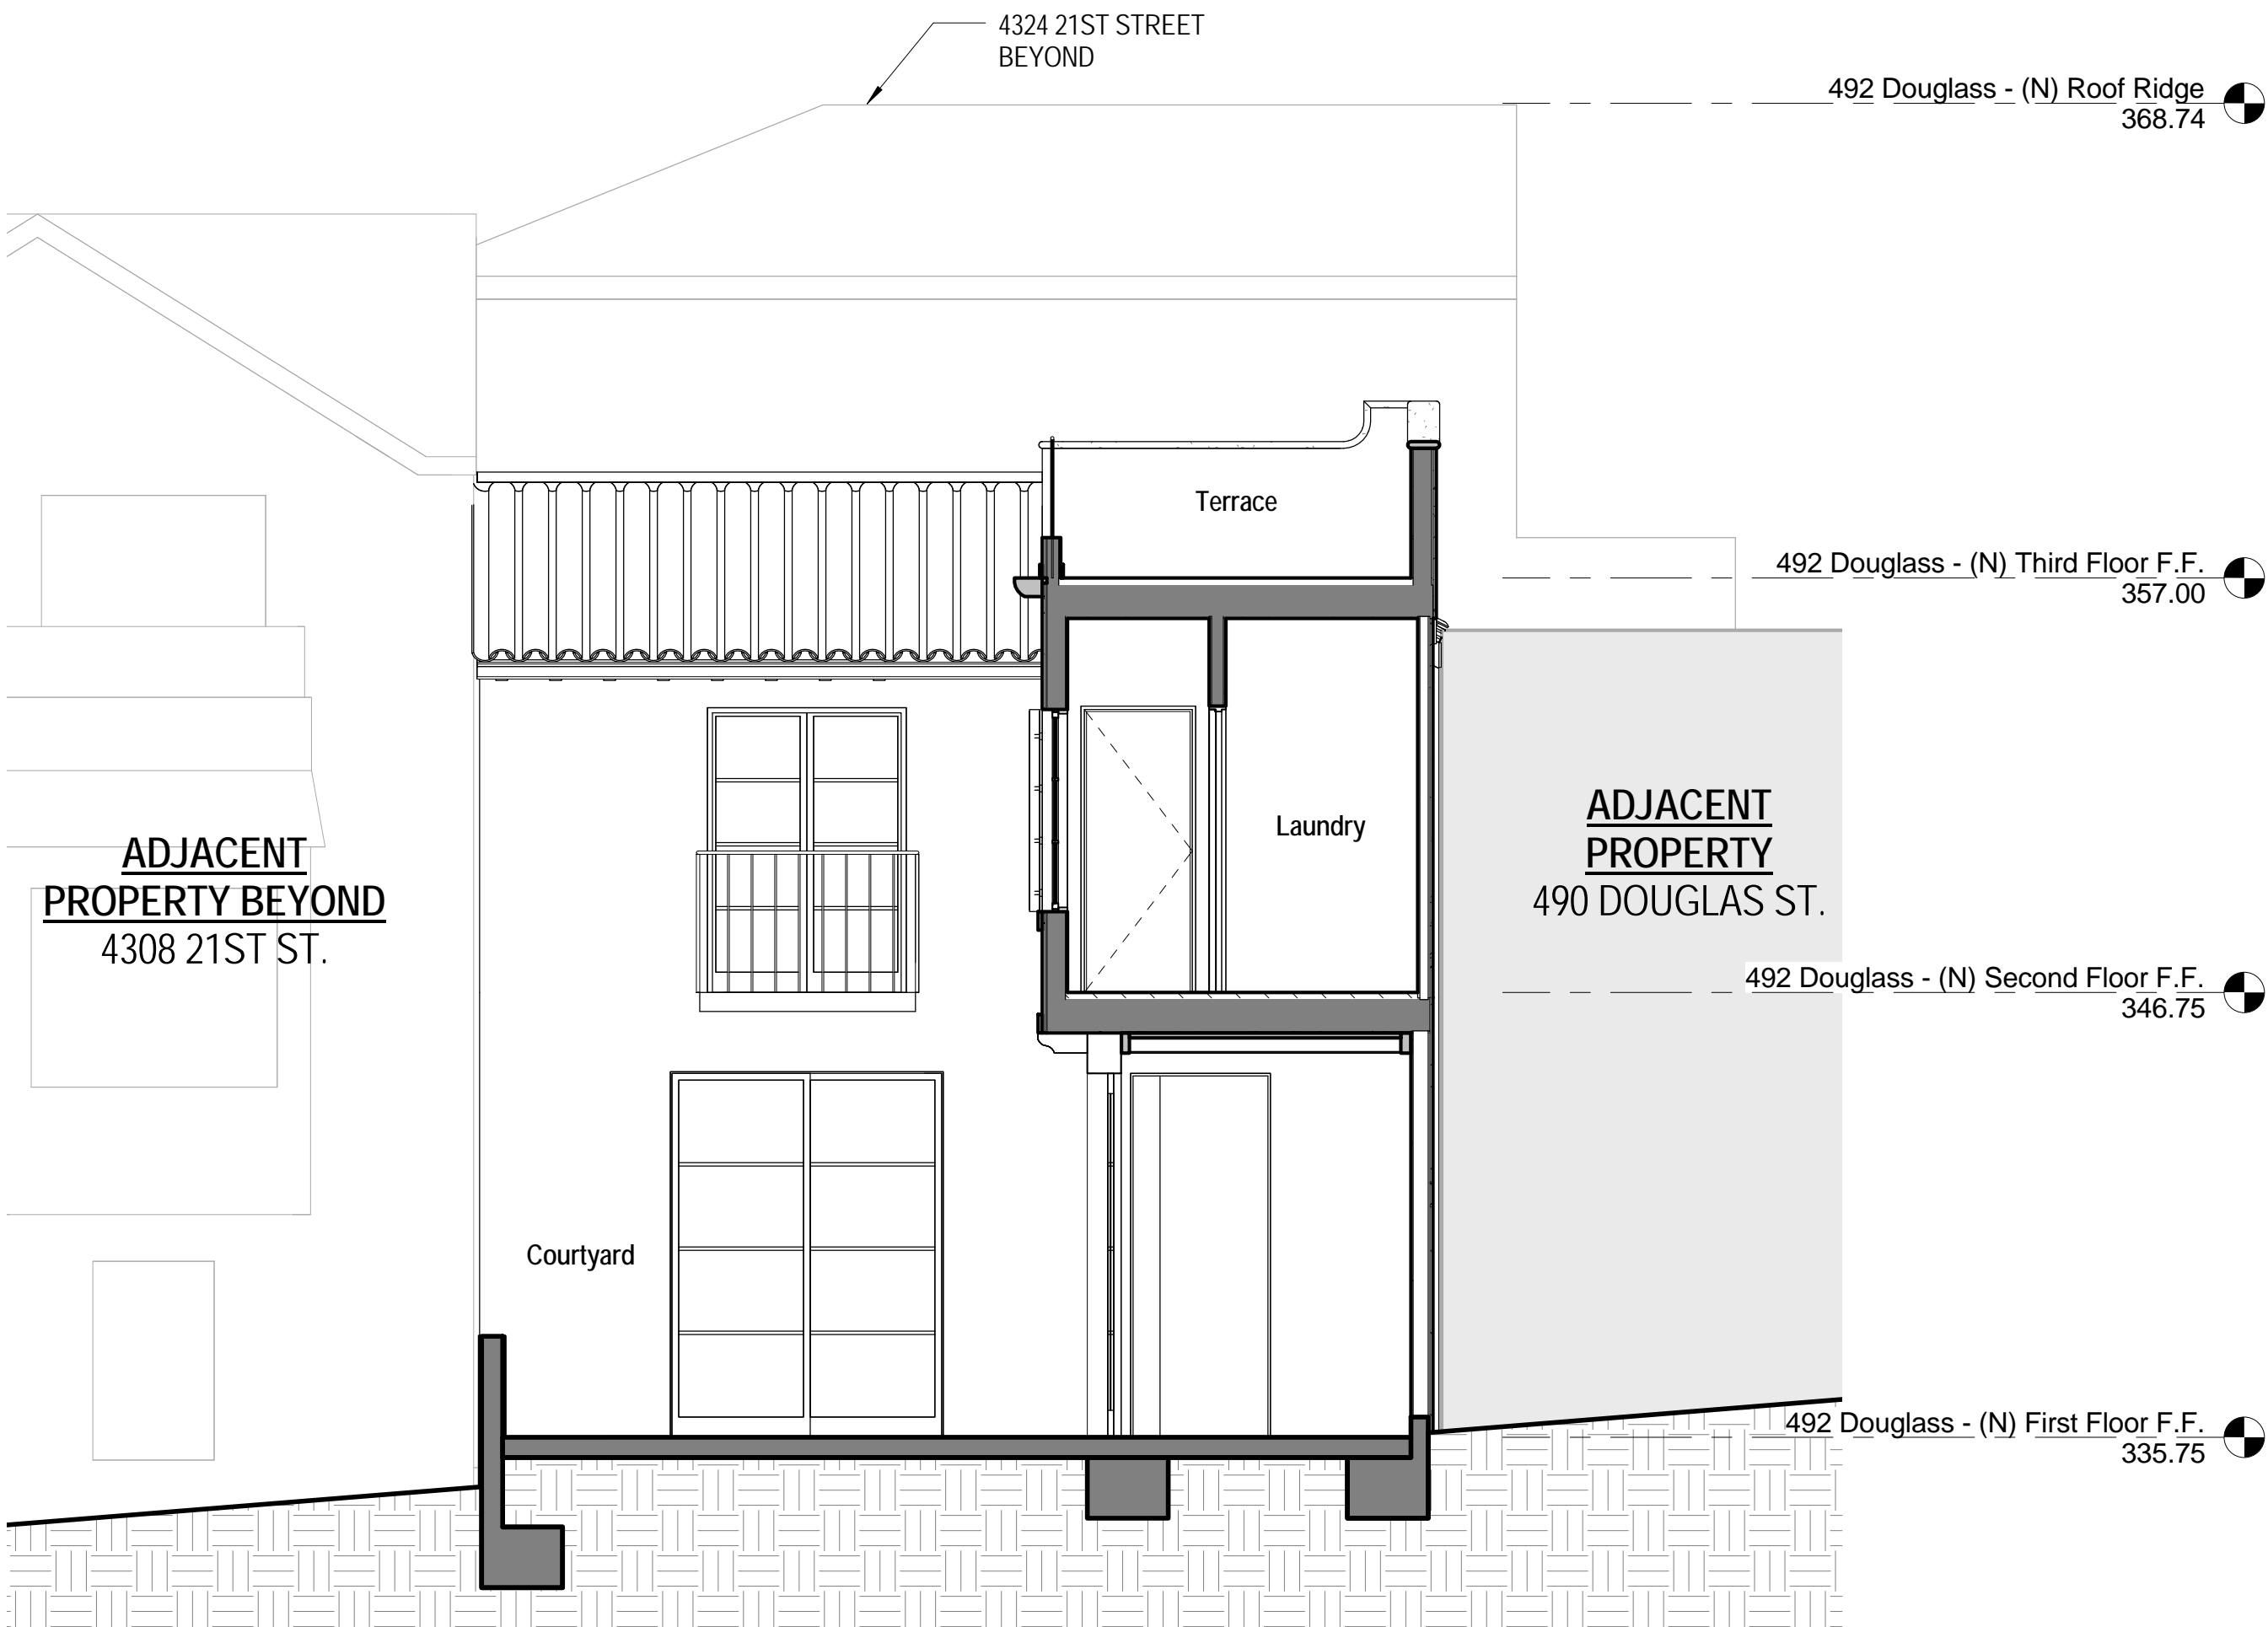 4324 21ST STREET
BEYOND
492 Douglass - (N) Roof Ridge
368.74
Terrace
492 Douglass - (N) Third Floor F.F.
357.00
Laundry
ADJACENT
PROPERTY BEYOND
4308 21ST ST.
ADJACENT
PROPERTY
490 DOUGLAS ST.
492 Douglass - (N) Second Floor F.F.
346.75
Courtyard
492 Douglass - (N) First Floor F.F.
335.75